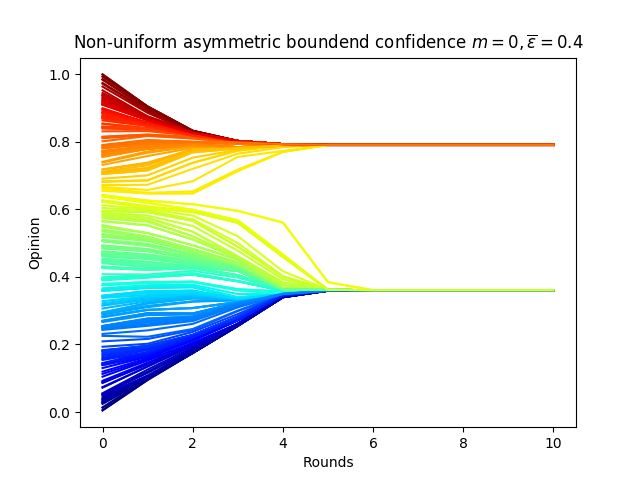 Non-uniform asymmetric boundend confidence $m = 0, \overline{\varepsilon} = 0.4$
1.0
0.8
0.6
0.4
0.2
0.0
Opinion
0 2 4 6 8 10
Rounds